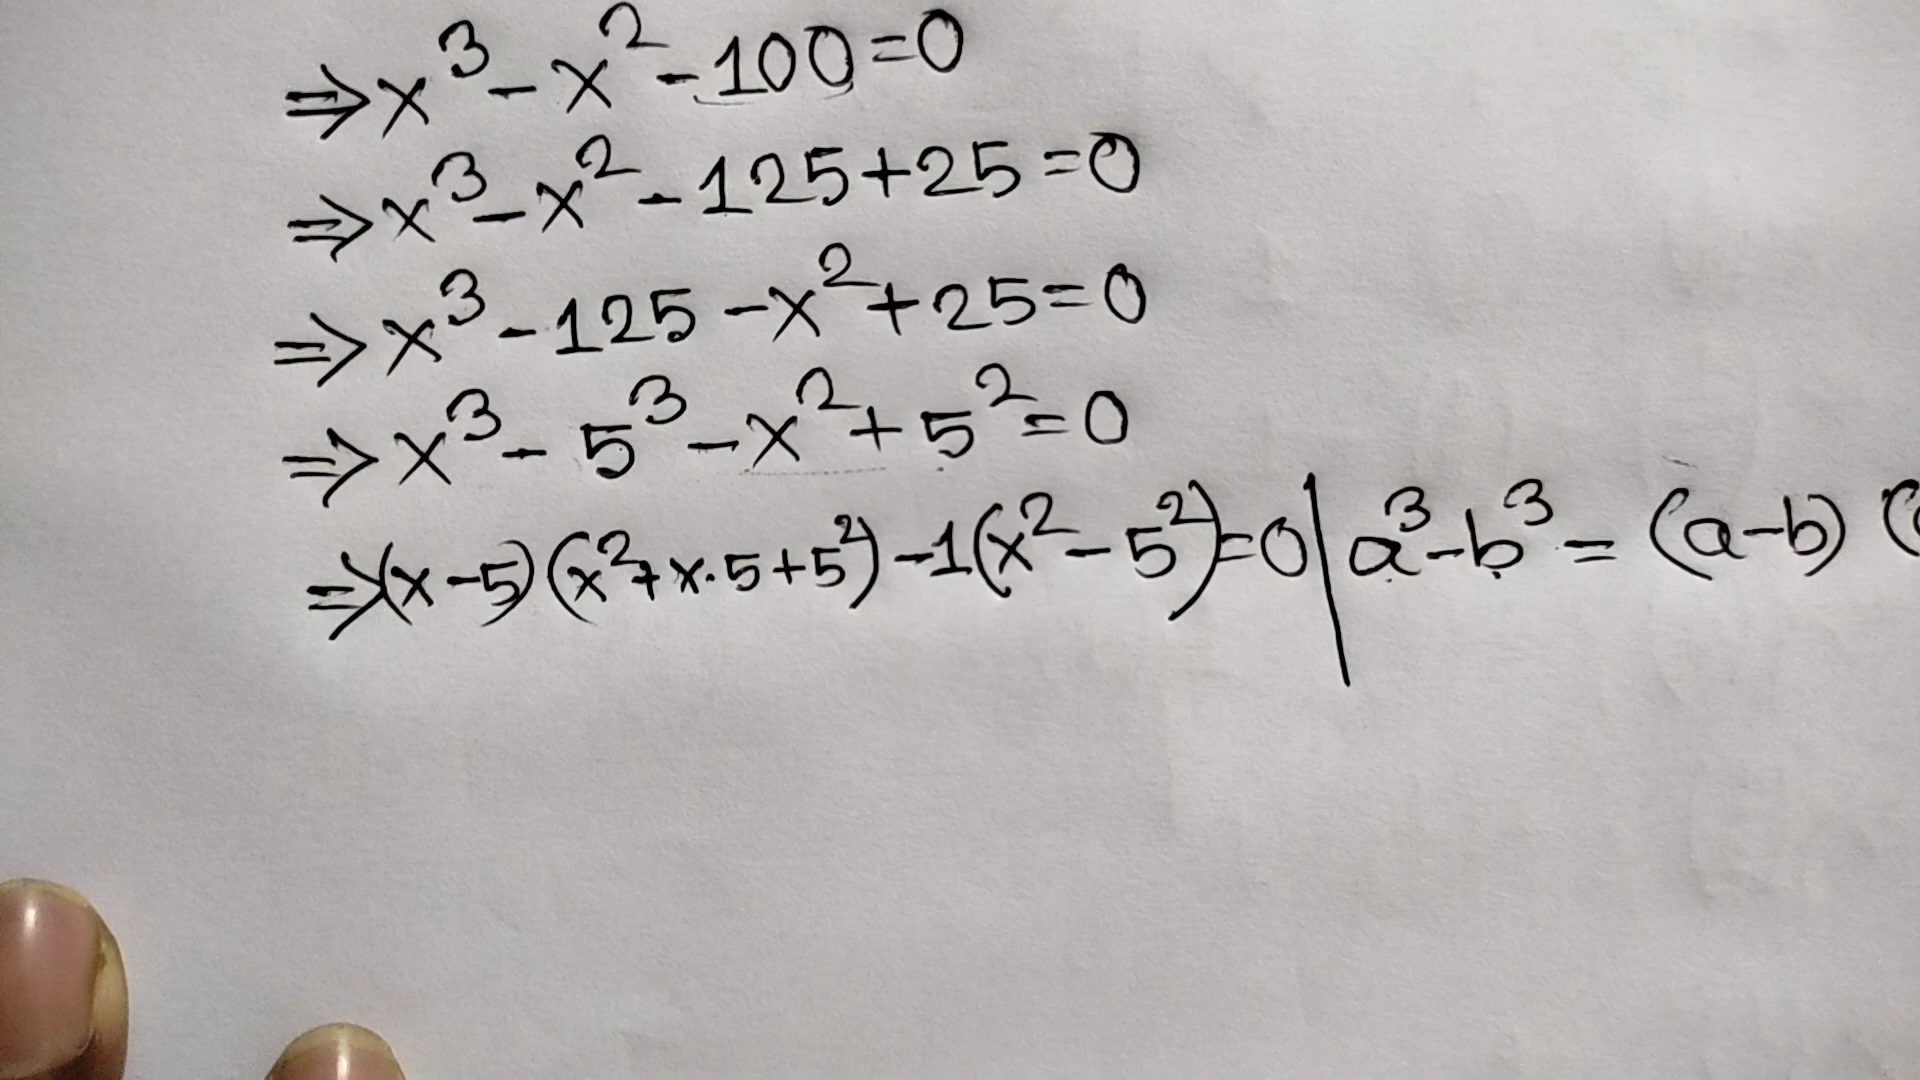 ⇒x³-x²-100=0
⇒x³-x²-125+25=0
⇒x³-125-x²+25=0
⇒x³-5³-x²+5²=0
⇒(x-5)(x²+x·5+5²)-1(x²-5²)=0 | a³-b³=(a-b)(